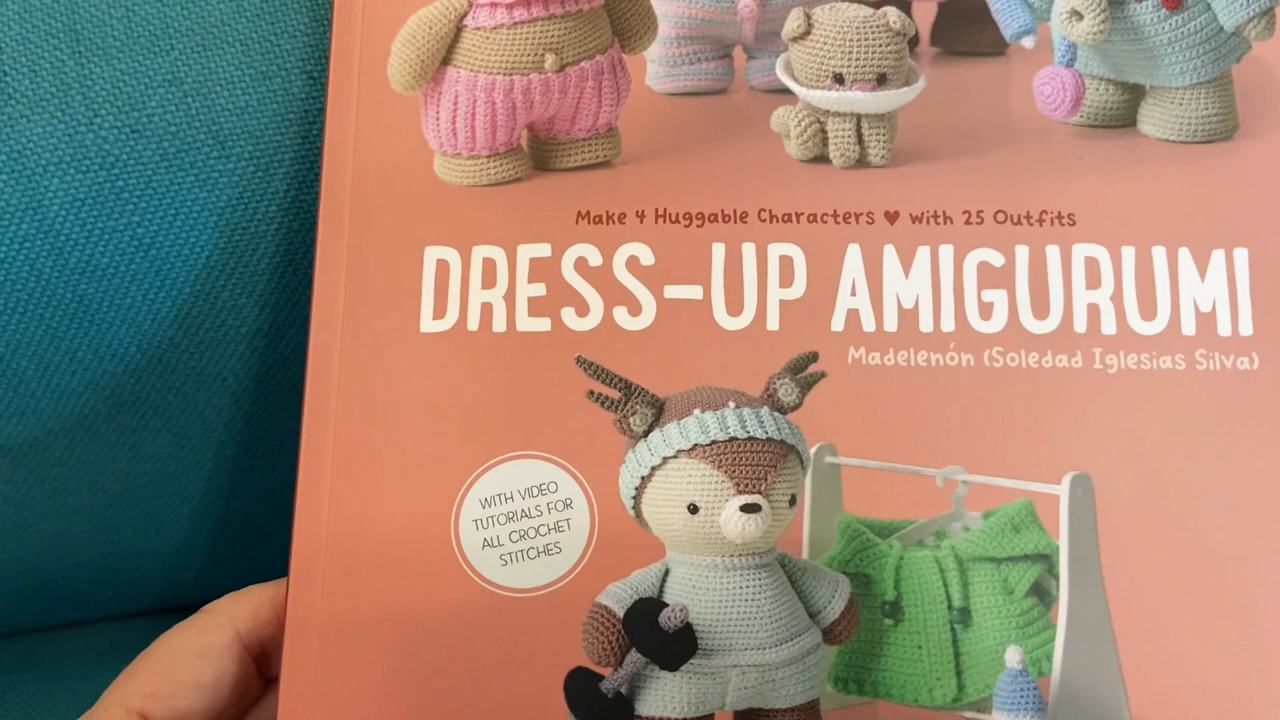 Make 4 Huggable Characters ♥ with 25 Outfits
DRESS-UP AMIGURUMI
Madelenón (Soledad Iglesias Silva)
WITH VIDEO
TUTORIALS FOR
ALL CROCHET
STITCHES